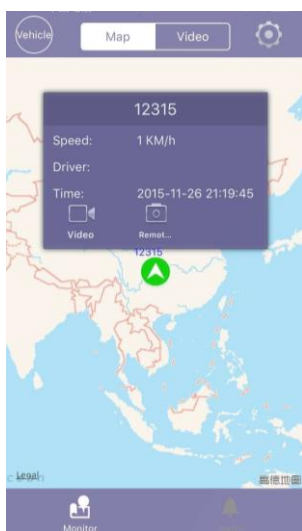 Vehicle
Map
Video
12315
Speed: 1 KM/h
Driver:
Time: 2015-11-26 21:19:45
Video
Remot...
12315
Legal
高德地图
Monitor